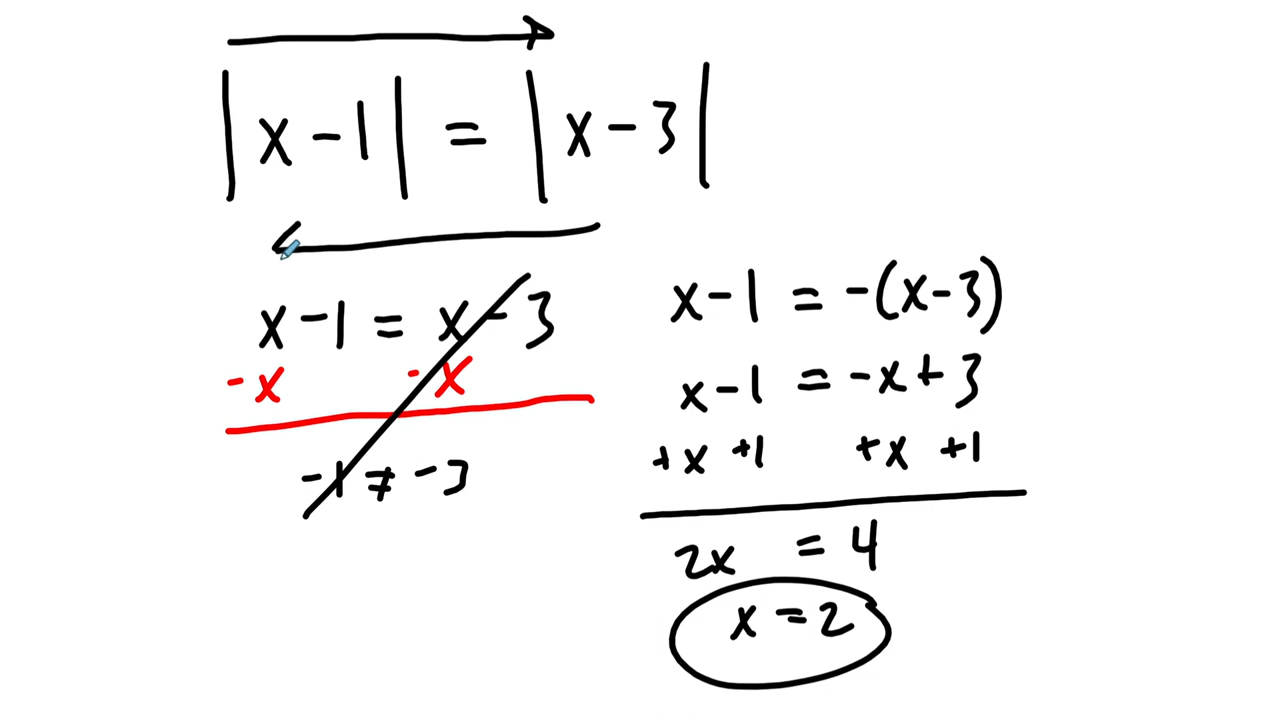 |x-1| = |x-3|
x-1 = x-3
-x -x
-1 ≠ -3
x-1 = -(x-3)
x-1 = -x+3
+x +1 +x +1
2x = 4
x = 2